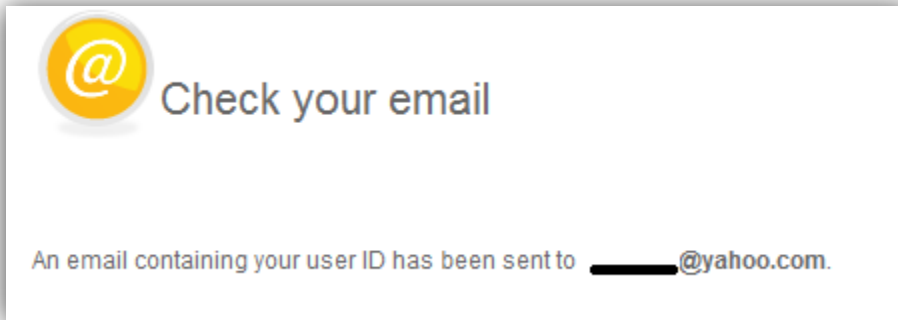 @
Check your email
An email containing your user ID has been sent to @yahoo.com.